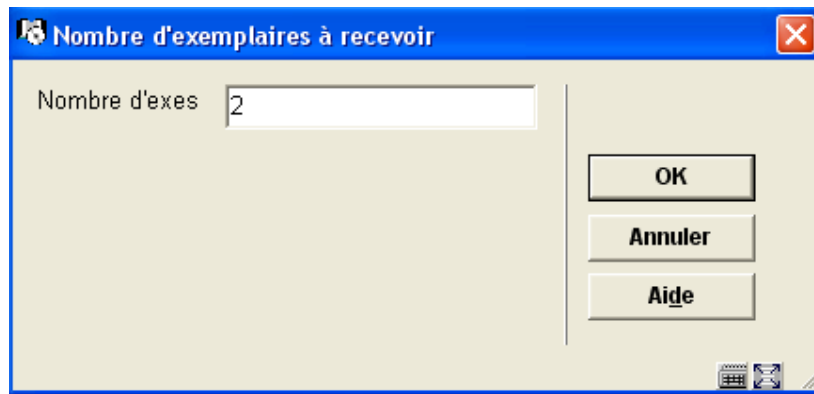 Nombre d'exemplaires à recevoir
Nombre d'exes 2
OK
Annuler
Aide